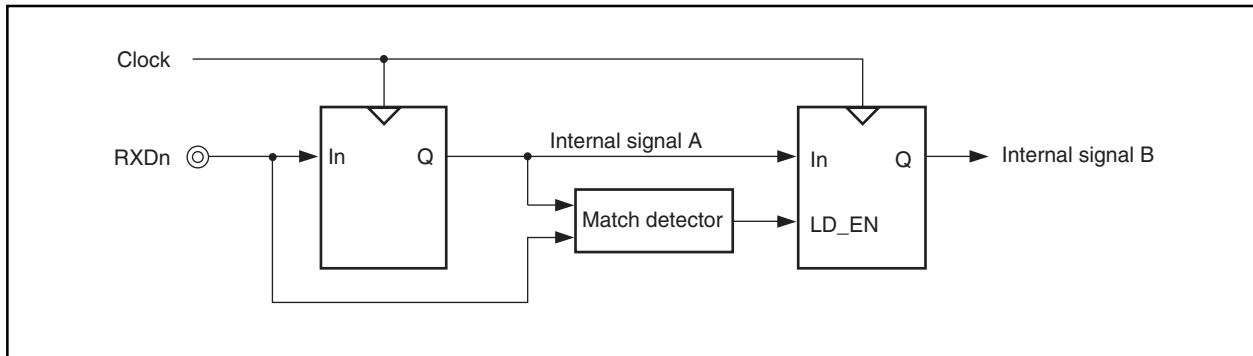 Clock
RXDn
In
Q
Internal signal A
In
Q
Internal signal B
Match detector
LD_EN